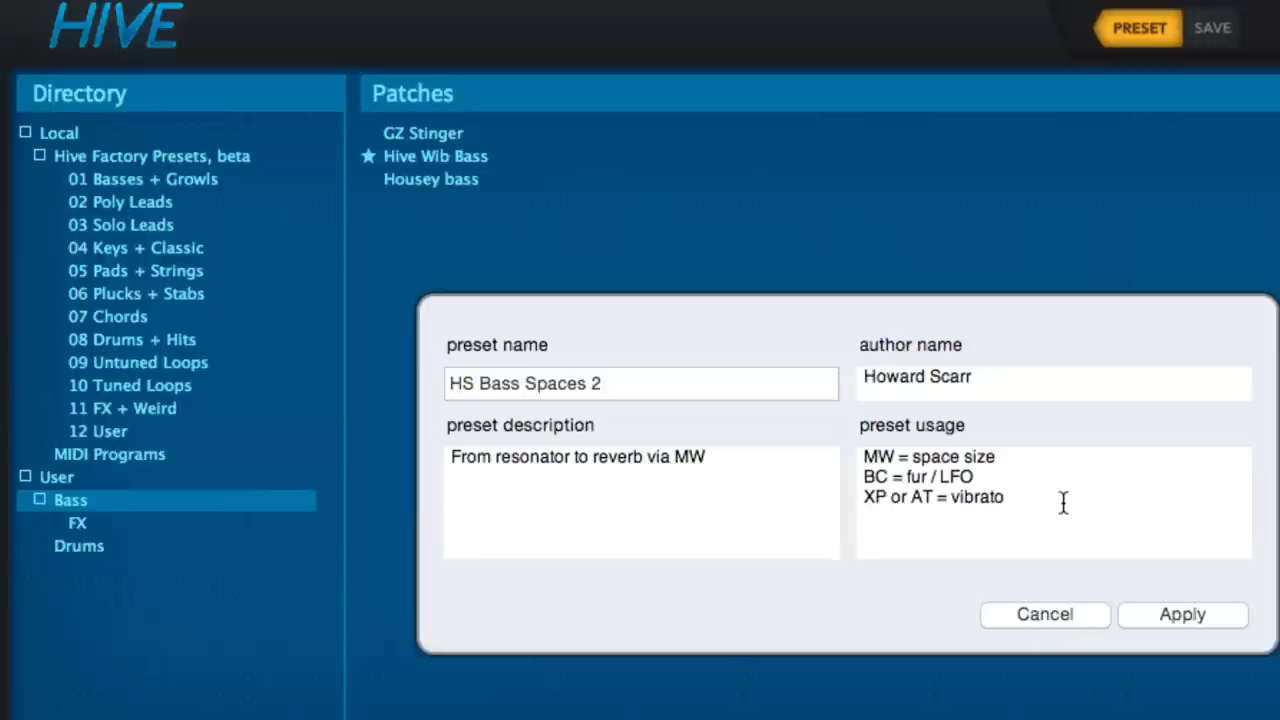 HIVE
PRESET
SAVE
Directory
Local
Hive Factory Presets, beta
01 Basses + Growls
02 Poly Leads
03 Solo Leads
04 Keys + Classic
05 Pads + Strings
06 Plucks + Stabs
07 Chords
08 Drums + Hits
09 Untuned Loops
10 Tuned Loops
11 FX + Weird
12 User
MIDI Programs
User
Bass
FX
Drums
Patches
GZ Stinger
Hive Wib Bass
Housey bass
preset name
HS Bass Spaces 2
author name
Howard Scarr
preset description
From resonator to reverb via MW
preset usage
MW = space size
BC = fur / LFO
XP or AT = vibrato
Cancel
Apply